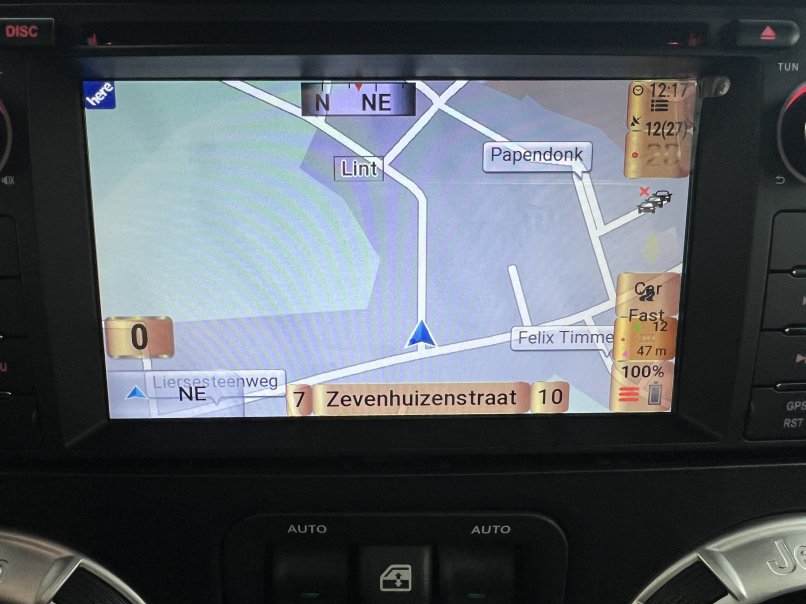 DISC
TUN
here
N NE
12:17
12(27)
Papendonk
Lint
Car
Fast
0
12
Felix Timme
47 m
Liersesteenweg
NE
7 Zevenhuizenstraat 10
100%
GPS
RST
AUTO AUTO
Je